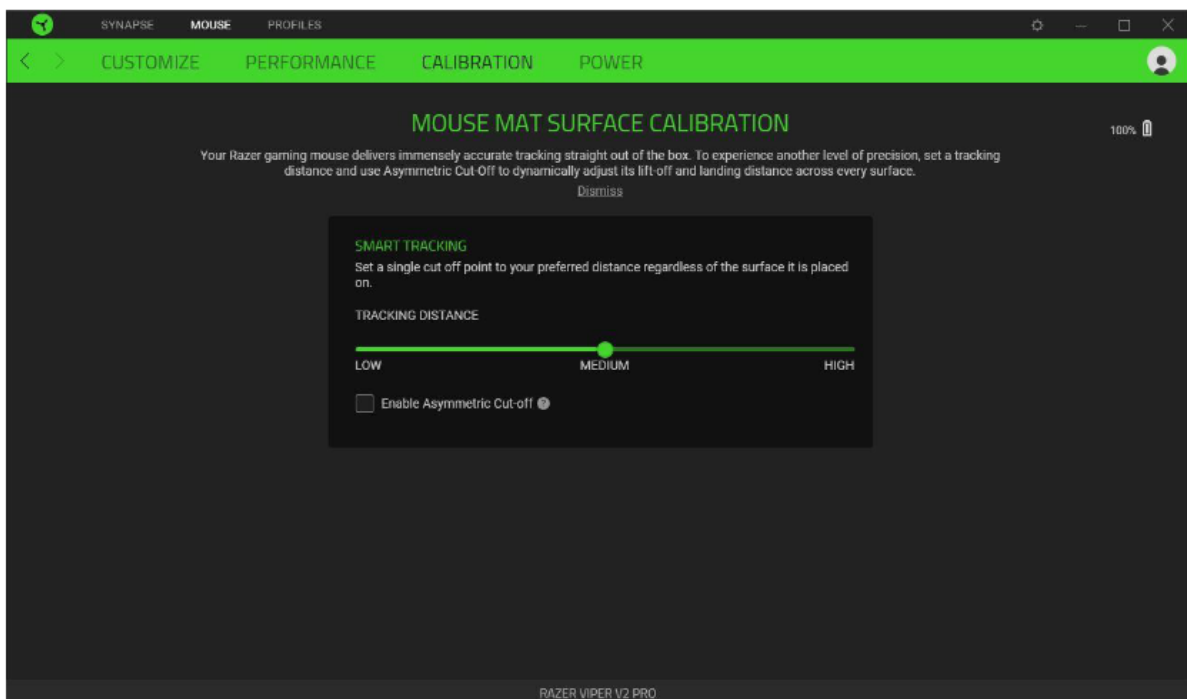 SYNAPSE MOUSE PROFILES
CUSTOMIZE PERFORMANCE CALIBRATION POWER
MOUSE MAT SURFACE CALIBRATION
100%
Your Razer gaming mouse delivers immensely accurate tracking straight out of the box. To experience another level of precision, set a tracking
distance and use Asymmetric Cut-Off to dynamically adjust its lift-off and landing distance across every surface.
Dismiss
SMART TRACKING
Set a single cut off point to your preferred distance regardless of the surface it is placed
on.
TRACKING DISTANCE
LOW MEDIUM HIGH
Enable Asymmetric Cut-off ?
RAZER VIPER V2 PRO